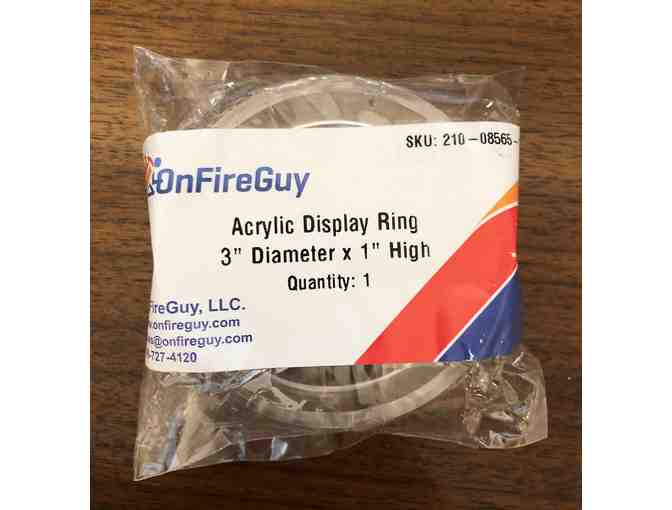 SKU: 210-08565-
OnFireGuy
Acrylic Display Ring
3" Diameter x 1" High
Quantity: 1
FireGuy, LLC.
.onfireguy.com
@onfireguy.com
-727-4120